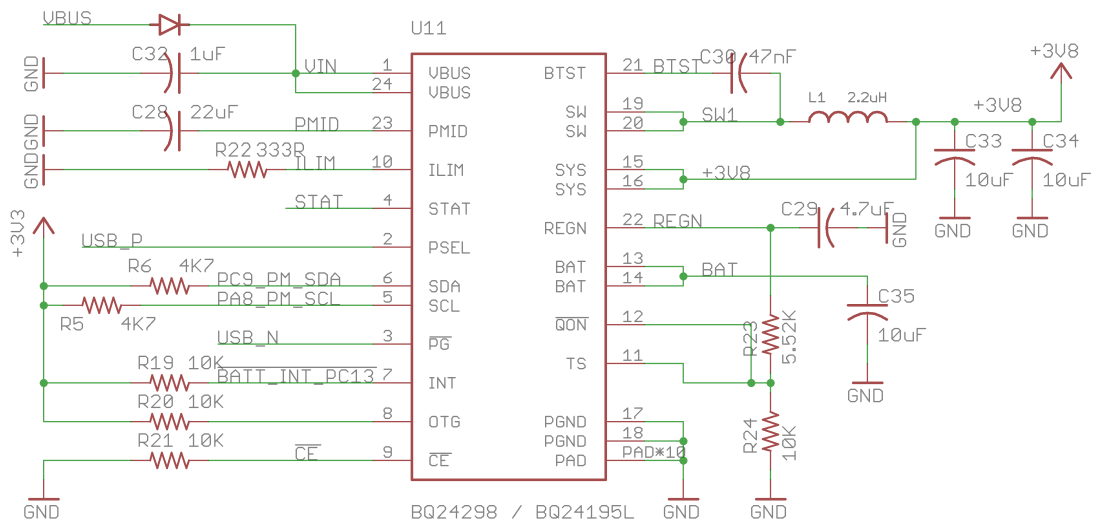 VBUS
U11
C32 1uF
GND
VIN
1
24
VBUS
VBUS
C28 22uF
GND
PMID
23
PMID
R22 333R
GND
ILIM
10
ILIM
STAT
4
STAT
+3V3
USB_P
2
PSEL
R6 4K7
PC9_PM_SDA
6
SDA
PA8_PM_SCL
5
SCL
R5 4K7
USB_N
3
PG
R19 10K
BATT_INT_PC13
7
INT
R20 10K
8
OTG
R21 10K
CE
9
CE
GND
BTST
21
BTST
C30 47nF
SW
SW
19
20
SW1
L1 2.2uH
+3V8
+3V8
C33
10uF
GND
C34
10uF
GND
SYS
SYS
15
16
+3V8
REGN
22
REGN
C29 4.7uF
GND
BAT
BAT
13
14
BAT
C35
10uF
GND
QON
12
R23
5.52K
TS
11
R24
10K
PGND
PGND
PAD
17
18
PAD*10
GND
GND
BQ24298 / BQ24195L